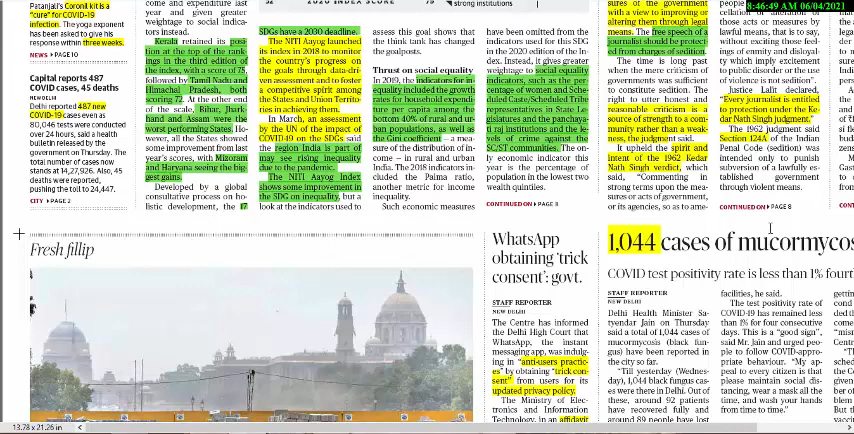 8:46:49 AM 06/04/2021
Patanjali's Coronil kit is a
"cure" for COVID-19
infection. The yoga exponent
has been asked to give his
response within three weeks.
NEWS PAGE 10
Capital reports 487
COVID cases, 45 deaths
NEW DELHI
Delhi reported 487 new
COVID-19 cases even as
80,046 tests were conducted
over 24 hours, said a health
bulletin released by the
government on Thursday. The
total number of cases now
stands at 14,27,926. Also, 45
deaths were reported,
pushing the toll to 24,447.
CITY PAGE 2
come and expenditure last
year and given greater
weightage to social indica-
tors instead.
Kerala retained its posi-
tion at the top of the rank-
ings in the third edition of
the index, with a score of 75,
followed by Tamil Nadu and
Himachal Pradesh, both
scoring 72. At the other end
of the scale, Bihar, Jhark-
hand and Assam were the
worst performing States. Ho-
wever, all the States showed
some improvement from last
year's scores, with Mizoram
and Haryana seeing the big-
gest gains.
Developed by a global
consultative process on ho-
listic development, the 17
2020 INDEX SCORE
SDGs have a 2030 deadline.
The NITI Aayog launched
its index in 2018 to monitor
the country's progress on
the goals through data-dri-
ven assessment and to foster
a competitive spirit among
the States and Union Territo-
ries in achieving them.
In March, an assessment
by the UN of the impact of
COVID-19 on the SDGs said
the region India is part of
may see rising inequality
due to the pandemic.
The NITI Aayog index
shows some improvement in
the SDG on inequality, but a
look at the indicators used to
assess this goal shows that
the think tank has changed
the goalposts.
Thrust on social equality
In 2019, the indicators for in-
equality included the growth
rates for household expendi-
ture per capita among the
bottom 40% of rural and ur-
ban populations, as well as
the Gini coefficient – a mea-
sure of the distribution of in-
come – in rural and urban
India. The 2018 indicators in-
cluded the Palma ratio,
another metric for income
inequality.
Such economic measures
strong institutions
have been omitted from the
indicators used for this SDG
in the 2020 edition of the In-
dex. Instead, it gives greater
weightage to social equality
indicators, such as the per-
centage of women and Sche-
duled Caste/Scheduled Tribe
representatives in State Le-
gislatures and the panchaya-
ti raj institutions and the le-
vels of crime against the
SC/ST communities. The on-
ly economic indicator this
year is the percentage of
population in the lowest two
wealth quintiles.
CONTINUED ON PAGE 8
sures of the government
with a view to improving or
altering them through legal
means. The free speech of a
journalist should be protect-
ed from charges of sedition.
The time is long past
when the mere criticism of
governments was sufficient
to constitute sedition. The
right to utter honest and
reasonable criticism is a
source of strength to a com-
munity rather than a weak-
ness, the judgment said.
It upheld the spirit and
intent of the 1962 Kedar
Nath Singh verdict, which
said, "Commenting in
strong terms upon the mea-
sures or acts of government,
or its agencies, so as to ame-
those acts or measures by
lawful means, that is to say,
without exciting those feel-
ings of enmity and disloyal-
ty which imply excitement
to public disorder or the use
of violence is not sedition".
Justice Lalit declared,
"Every journalist is entitled
to protection under the Ke-
dar Nath Singh judgment."
The 1962 judgment said
Section 124A of the Indian
Penal Code (sedition) was
intended only to punish
subversion of a lawfully es-
tablished government
through violent means.
CONTINUED ON PAGE 8
Fresh fillip
WhatsApp
obtaining 'trick
consent': govt.
STAFF REPORTER
NEW DELHI
The Centre has informed
the Delhi High Court that
WhatsApp, the instant
messaging app, was indulg-
ing in "anti-users practic-
es" by obtaining "trick con-
sent" from users for its
updated privacy policy.
The Ministry of Elec-
tronics and Information
Technology, in an affidavit
1,044 cases of mucormycos
COVID test positivity rate is less than 1% fourt
STAFF REPORTER
NEW DELHI
Delhi Health Minister Sa-
tyendar Jain on Thursday
said a total of 1,044 cases of
mucormycosis (black fun-
gus) have been reported in
the city so far.
"Till yesterday (Wednes-
day), 1,044 black fungus cas-
es were there in Delhi. Out of
these, around 92 patients
have recovered fully and
around 89 people have lost
facilities, he said.
The test positivity rate of
COVID-19 has remained less
than 1% for four consecutive
days. This is a "good sign",
said Mr. Jain and urged peo-
ple to follow COVID-appro-
priate behaviour. "My ap-
peal to every citizen is that
please maintain social dis-
tancing, wear a mask all the
time, and wash your hands
from time to time."
13.78 x 21.26 in